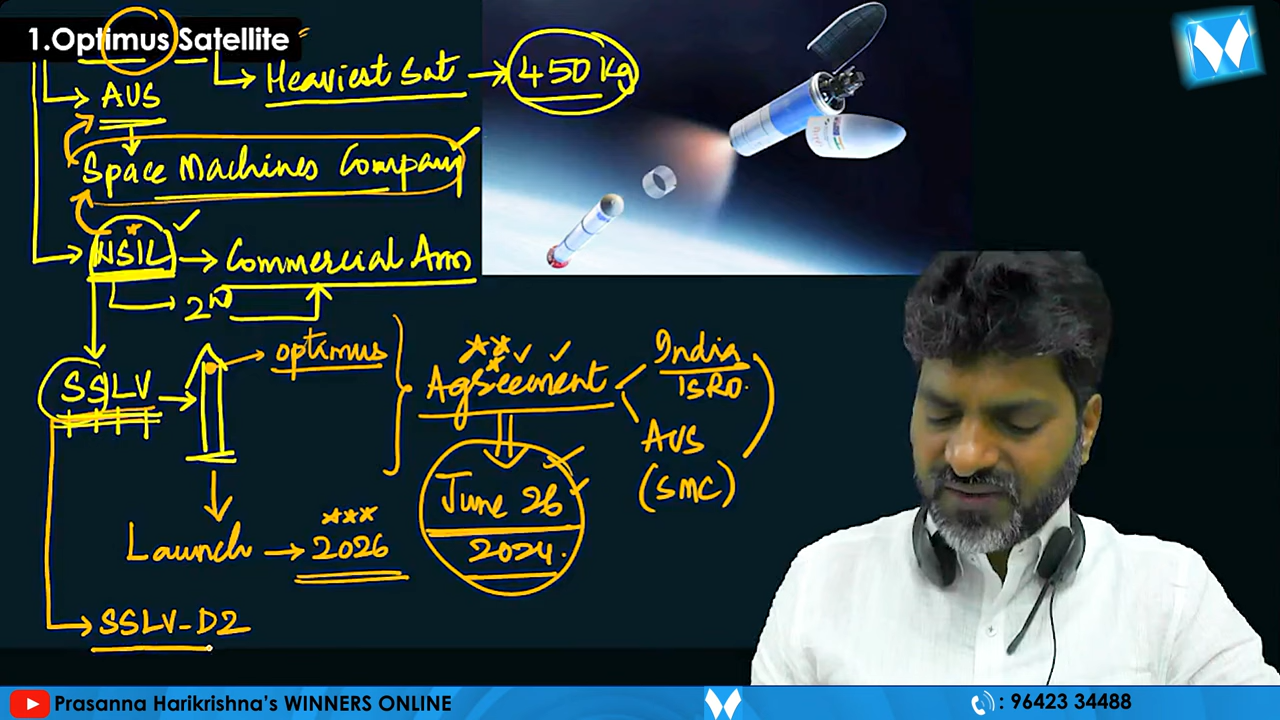 1.Optimus Satellite
Heaviest Sat → 450 Kg
AUS
Space Machines Company
NSIL → Commercial Arm
2ND
SSLV → optimus
Agreement
India
ISRO.
AUS
(SMC)
June 26
2024.
Launch → 2026
SSLV-D2
Prasanna Harikrishna's WINNERS ONLINE
: 96423 34488